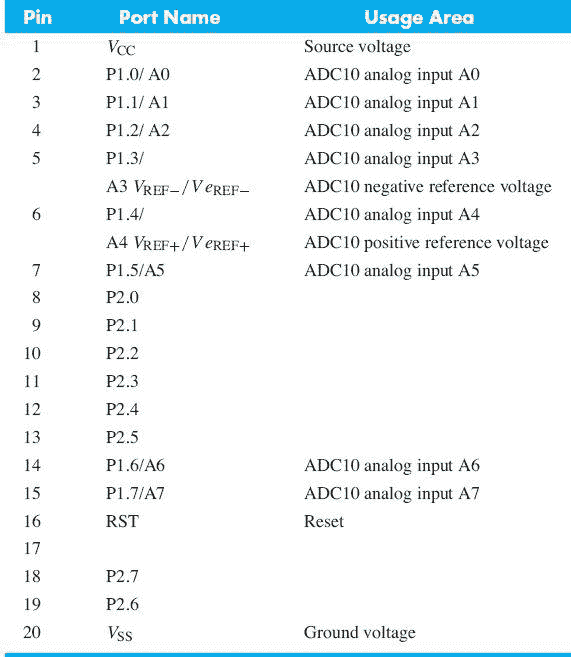 Pin Port Name Usage Area
1 VCC Source voltage
2 P1.0/ A0 ADC10 analog input A0
3 P1.1/ A1 ADC10 analog input A1
4 P1.2/ A2 ADC10 analog input A2
5 P1.3/ ADC10 analog input A3
A3 VREF−/VeREF− ADC10 negative reference voltage
6 P1.4/ ADC10 analog input A4
A4 VREF+/VeREF+ ADC10 positive reference voltage
7 P1.5/A5 ADC10 analog input A5
8 P2.0
9 P2.1
10 P2.2
11 P2.3
12 P2.4
13 P2.5
14 P1.6/A6 ADC10 analog input A6
15 P1.7/A7 ADC10 analog input A7
16 RST Reset
17
18 P2.7
19 P2.6
20 VSS Ground voltage